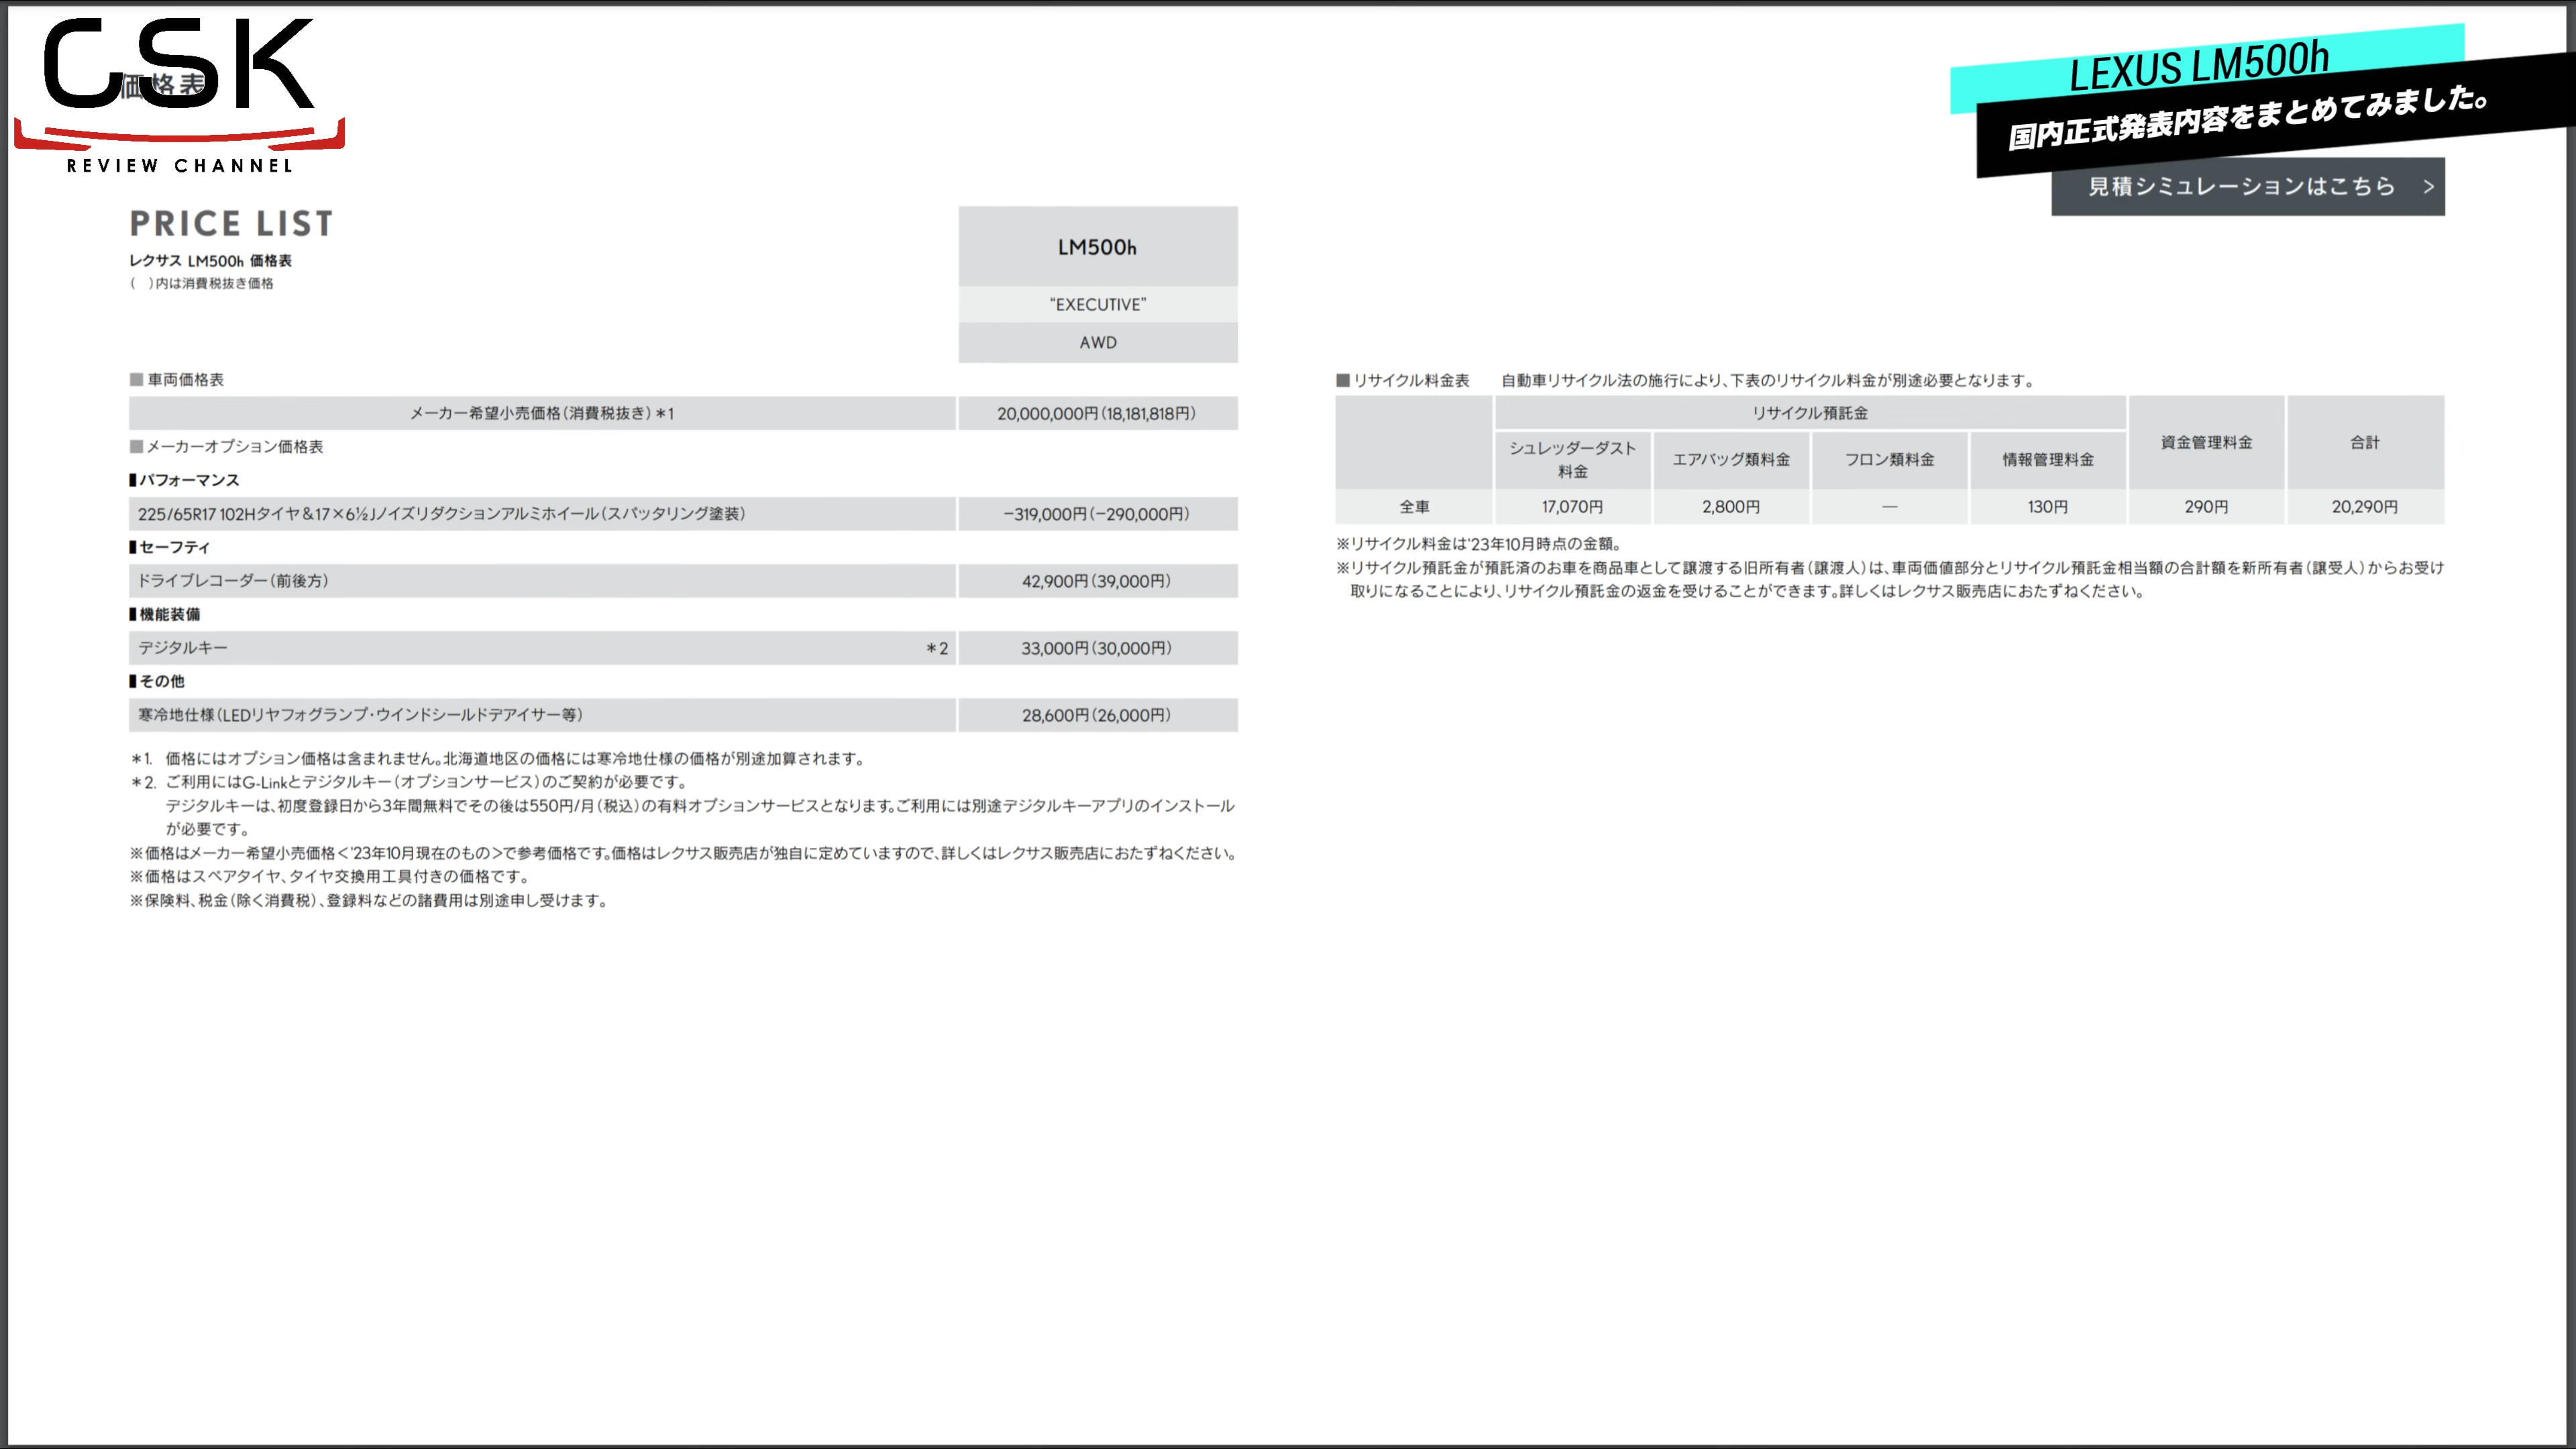 CSK
価格表
REVIEW CHANNEL
LEXUS LM500h
国内正式発表内容をまとめてみました。
見積シミュレーションはこちら >
PRICE LIST
レクサス LM500h 価格表
(　)内は消費税抜き価格
LM500h
“EXECUTIVE”
AWD
■ 車両価格表
メーカー希望小売価格(消費税抜き)＊1 20,000,000円(18,181,818円)
■メーカーオプション価格表
▮パフォーマンス
225/65R17 102Hタイヤ＆17×6½Jノイズリダクションアルミホイール(スパッタリング塗装) −319,000円(−290,000円)
▮セーフティ
ドライブレコーダー(前後方) 42,900円(39,000円)
▮機能装備
デジタルキー ＊2 33,000円(30,000円)
▮その他
寒冷地仕様(LEDリヤフォグランプ･ウインドシールドデアイサー等) 28,600円(26,000円)
＊1. 価格にはオプション価格は含まれません。北海道地区の価格には寒冷地仕様の価格が別途加算されます。
＊2. ご利用にはG-Linkとデジタルキー(オプションサービス)のご契約が必要です。
デジタルキーは、初度登録日から3年間無料でその後は550円/月(税込)の有料オプションサービスとなります。ご利用には別途デジタルキーアプリのインストール
が必要です。
※価格はメーカー希望小売価格<’23年10月現在のもの>で参考価格です。価格はレクサス販売店が独自に定めていますので、詳しくはレクサス販売店におたずねください。
※価格はスペアタイヤ、タイヤ交換用工具付きの価格です。
※保険料、税金(除く消費税)、登録料などの諸費用は別途申し受けます。
■ リサイクル料金表 自動車リサイクル法の施行により、下表のリサイクル料金が別途必要となります。
リサイクル預託金 資金管理料金 合計
シュレッダーダスト
料金 エアバッグ類料金 フロン類料金 情報管理料金
全車 17,070円 2,800円 — 130円 290円 20,290円
※リサイクル料金は’23年10月時点の金額。
※リサイクル預託金が預託済のお車を商品車として譲渡する旧所有者(譲渡人)は、車両価値部分とリサイクル預託金相当額の合計額を新所有者(譲受人)からお受け
取りになることにより、リサイクル預託金の返金を受けることができます。詳しくはレクサス販売店におたずねください。